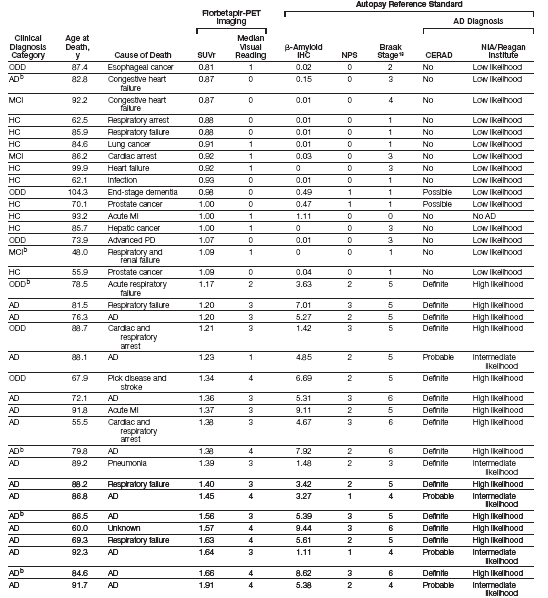 Autopsy Reference Standard
Florbetapir-PET
Imaging
AD Diagnosis
Clinical Diagnosis Category Age at Death, y Cause of Death SUVr Median Visual Reading β-Amyloid IHC NPS Braak Stage CERAD NIA/Reagan Institute
ODD 87.4 Esophageal cancer 0.81 1 0.02 0 2 No Low likelihood
ADb 82.8 Congestive heart 0.87 0 0.15 0 3 No Low likelihood
failure
MCI 92.2 Congestive heart 0.87 0 0.01 0 4 No Low likelihood
failure
HC 62.5 Respiratory arrest 0.88 0 0.01 0 1 No Low likelihood
HC 85.9 Respiratory failure 0.88 0 0.01 0 1 No Low likelihood
HC 84.6 Lung cancer 0.91 1 0.01 0 1 No Low likelihood
MCI 86.2 Cardiac arrest 0.92 1 0.03 0 3 No Low likelihood
HC 99.9 Heart failure 0.92 1 0 0 3 No Low likelihood
HC 62.1 Infection 0.93 0 0.01 0 1 No Low likelihood
ODD 104.3 End-stage dementia 0.98 0 0.49 1 1 Possible Low likelihood
HC 70.1 Prostate cancer 1.00 0 0.47 1 1 Possible Low likelihood
HC 93.2 Acute MI 1.00 1 1.11 0 0 No No AD
HC 85.7 Hepatic cancer 1.00 1 0 0 3 No Low likelihood
ODD 73.9 Advanced PD 1.07 0 0.01 0 3 No Low likelihood
MCIb 48.0 Respiratory and 1.09 1 0 0 1 No Low likelihood
renal failure
HC 55.9 Prostate cancer 1.09 0 0.04 0 1 No Low likelihood
ODDb 78.5 Acute respiratory 1.17 2 3.63 2 5 Definite High likelihood
failure
AD 81.5 Respiratory failure 1.20 3 7.01 3 5 Definite High likelihood
AD 76.3 AD 1.20 3 5.27 2 5 Definite High likelihood
ODD 88.7 Cardiac and 1.21 3 1.42 3 5 Definite High likelihood
respiratory
arrest
AD 88.1 AD 1.23 1 4.85 2 5 Probable Intermediate
likelihood
ODD 67.9 Pick disease and 1.34 4 6.69 2 5 Definite High likelihood
stroke
AD 72.1 AD 1.36 3 5.31 3 6 Definite High likelihood
AD 91.8 Acute MI 1.37 3 9.11 2 5 Definite High likelihood
AD 55.5 Cardiac and 1.38 3 4.67 3 6 Definite High likelihood
respiratory
arrest
ADb 79.8 AD 1.38 4 7.92 2 6 Definite High likelihood
AD 89.2 Pneumonia 1.39 3 1.48 2 3 Definite Intermediate
likelihood
AD 88.2 Respiratory failure 1.40 3 3.42 2 5 Definite High likelihood
AD 86.8 AD 1.45 4 3.27 1 4 Probable Intermediate
likelihood
ADb 86.5 AD 1.56 3 5.39 3 5 Definite High likelihood
AD 60.0 Unknown 1.57 4 9.44 3 6 Definite High likelihood
AD 69.3 Respiratory failure 1.63 4 5.61 2 5 Definite High likelihood
AD 92.3 AD 1.64 3 1.11 1 4 Probable Intermediate
likelihood
ADb 84.6 AD 1.66 4 8.62 3 6 Definite High likelihood
AD 91.7 AD 1.91 4 5.38 2 4 Probable Intermediate
likelihood